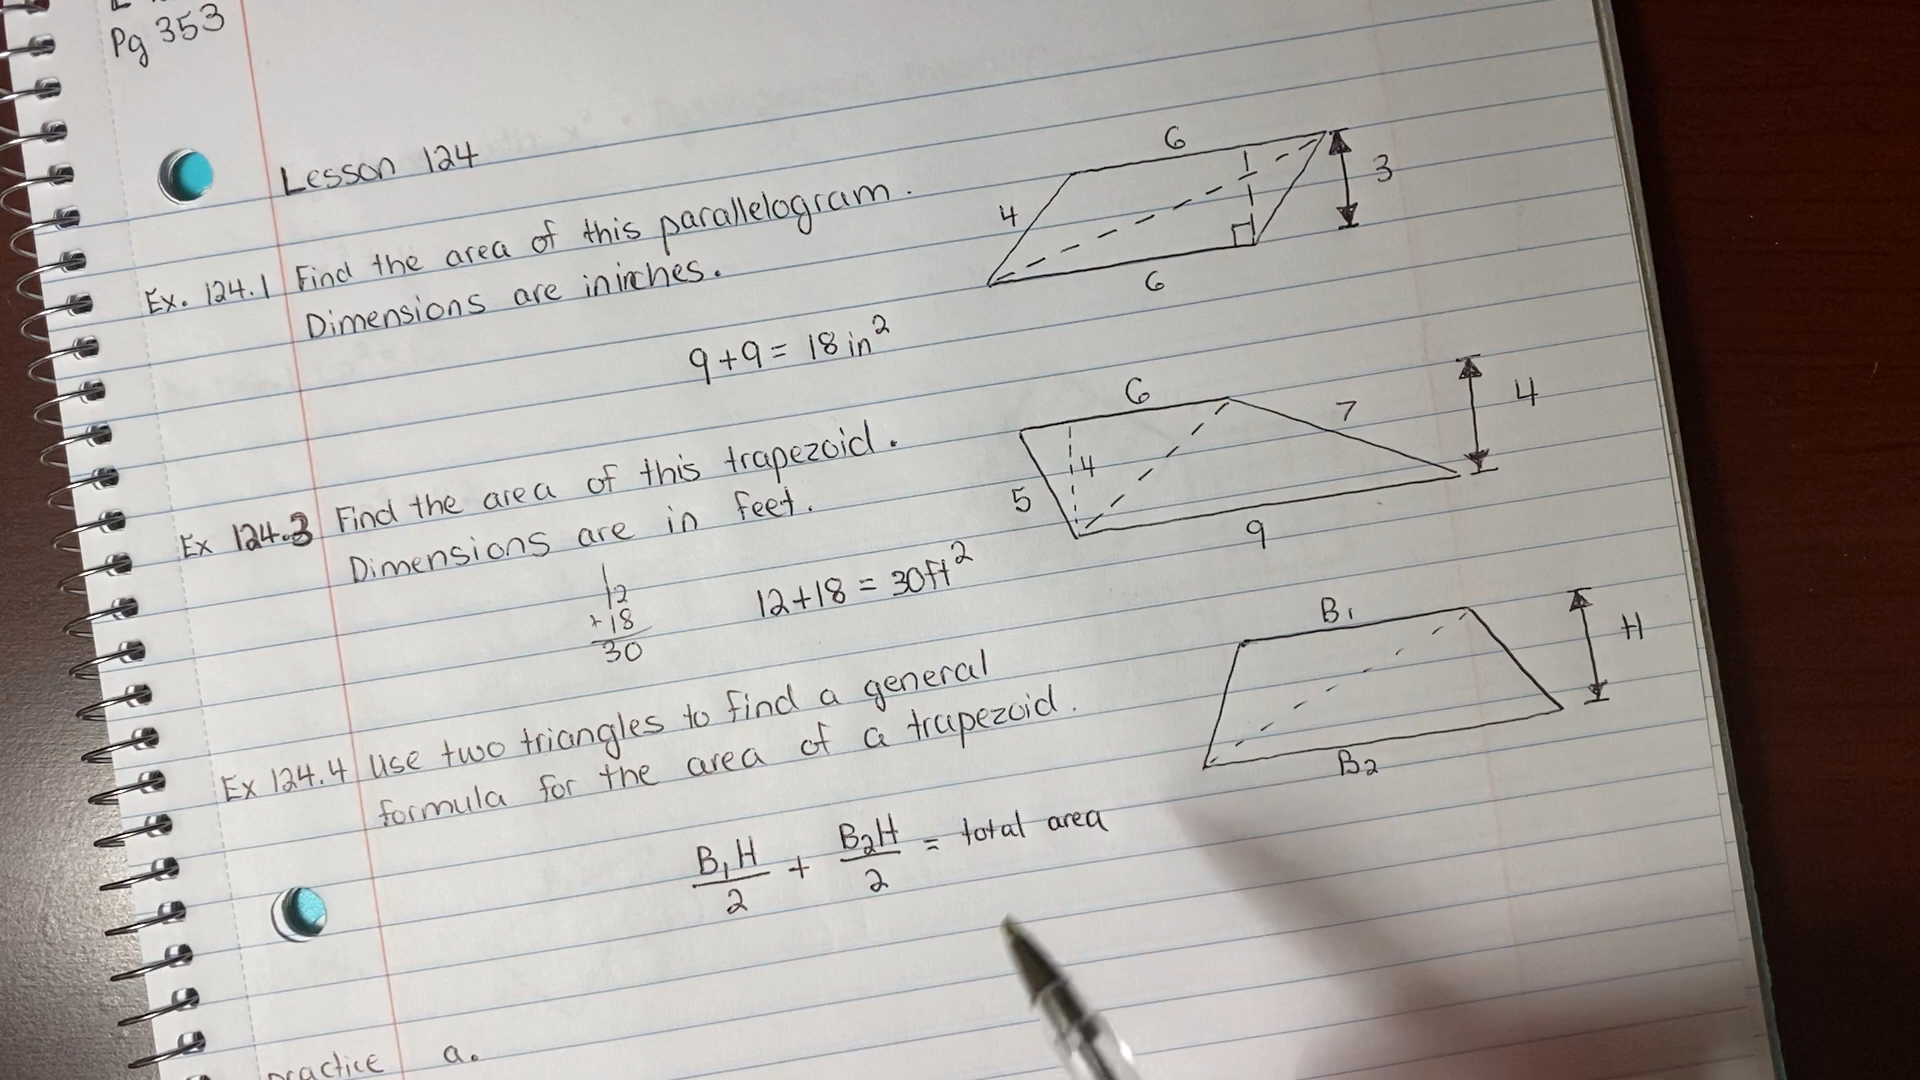 Pg 353
Lesson 124
Ex. 124.1 Find the area of this parallelogram.
Dimensions are in inches.
6
4
3
6
9+9= 18in²
Ex 124.3 Find the area of this trapezoid.
Dimensions are in feet.
6
7
4
4
5
9
1
12
+18
30
12+18 = 30ft²
Ex 124.4 Use two triangles to find a general
formula for the area of a trapezoid.
B₁
H
B₂
B₁H/2 + B₂H/2 = total area
practice a.